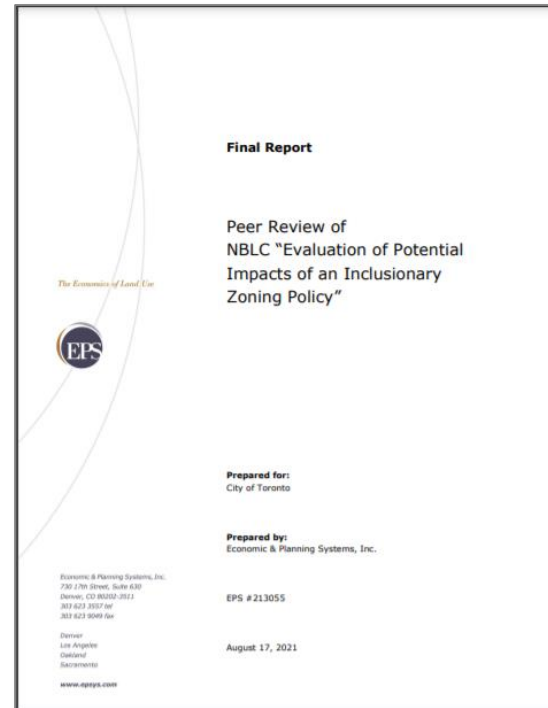 Final Report
Peer Review of
NBLC “Evaluation of Potential
Impacts of an Inclusionary
Zoning Policy”
The Economics of Land Use
EPS
Prepared for:
City of Toronto
Prepared by:
Economic & Planning Systems, Inc.
Economic & Planning Systems, Inc.
730 17th Street, Suite 630
Denver, CO 80202-3511
303 623 3557 tel
303 623 9049 fax
EPS #213055
Denver
Los Angeles
Oakland
Sacramento
August 17, 2021
www.epsys.com